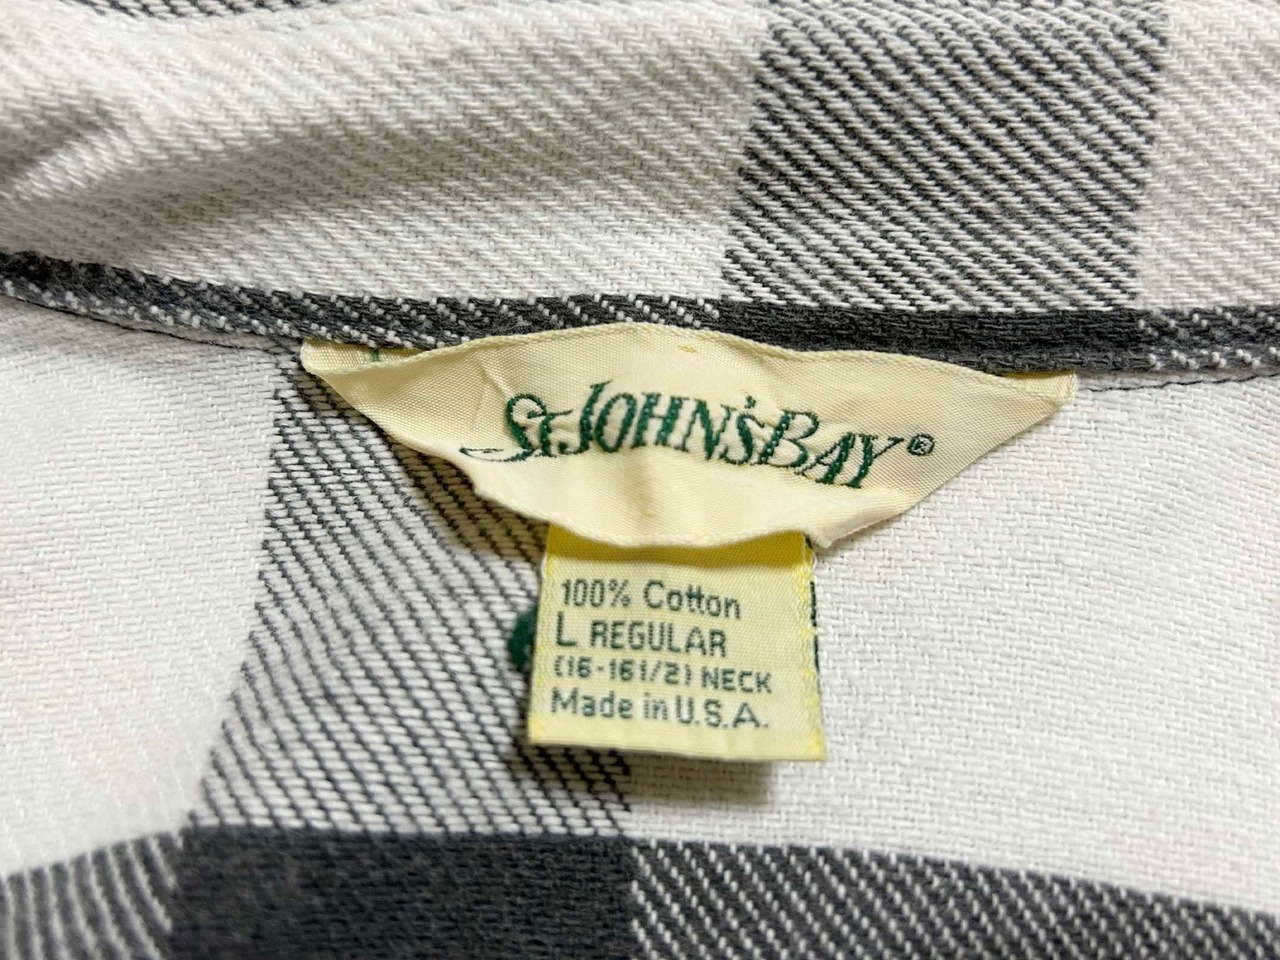 St. John's Bay®
100% Cotton
L REGULAR
(16-161/2) NECK
Made in U.S.A.